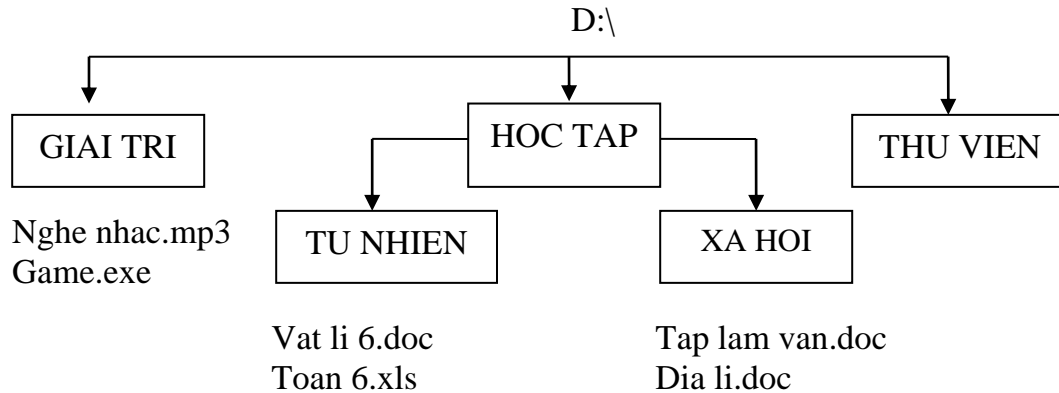 D:\
GIAI TRI
HOC TAP
THU VIEN
Nghe nhac.mp3
Game.exe
TU NHIEN
XA HOI
Vat li 6.doc
Toan 6.xls
Tap lam van.doc
Dia li.doc